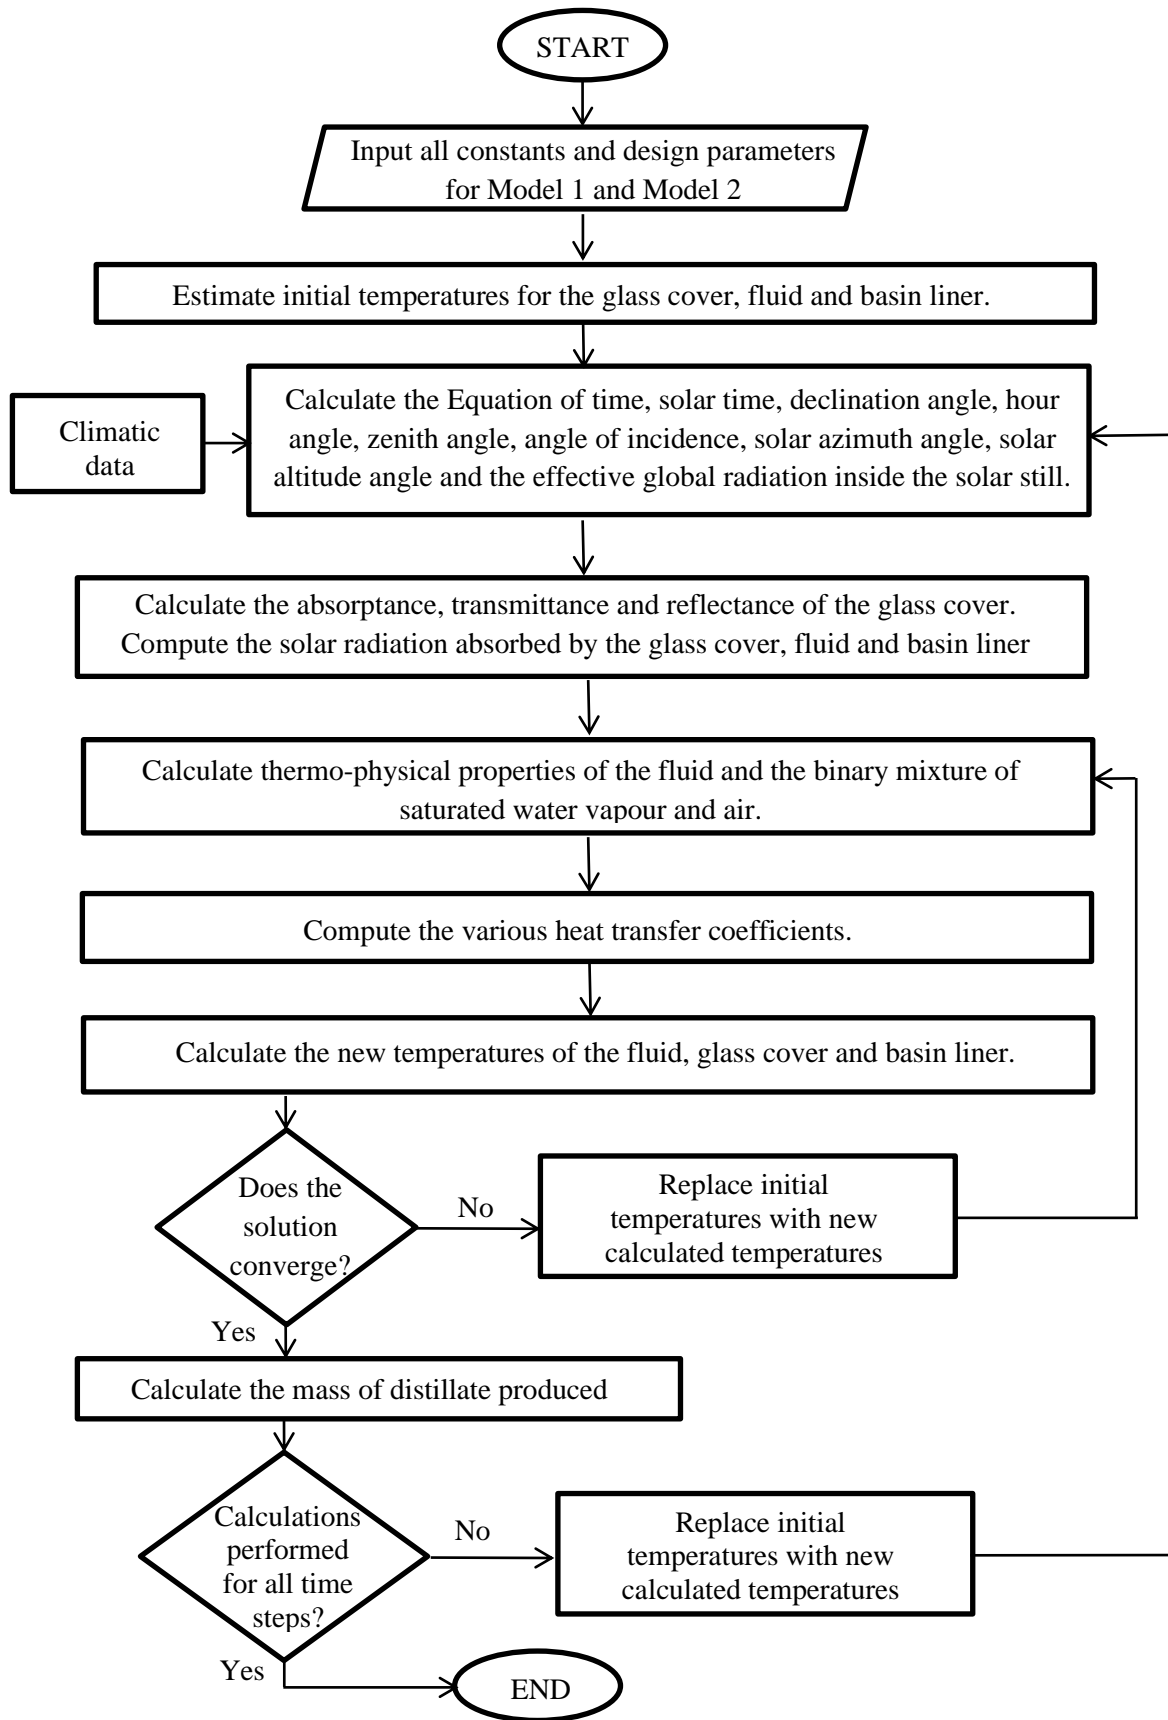 START
Input all constants and design parameters
for Model 1 and Model 2
Estimate initial temperatures for the glass cover, fluid and basin liner.
Climatic
data
Calculate the Equation of time, solar time, declination angle, hour
angle, zenith angle, angle of incidence, solar azimuth angle, solar
altitude angle and the effective global radiation inside the solar still.
Calculate the absorptance, transmittance and reflectance of the glass cover.
Compute the solar radiation absorbed by the glass cover, fluid and basin liner
Calculate thermo-physical properties of the fluid and the binary mixture of
saturated water vapour and air.
Compute the various heat transfer coefficients.
Calculate the new temperatures of the fluid, glass cover and basin liner.
Does the
solution
converge?
No
Replace initial
temperatures with new
calculated temperatures
Yes
Calculate the mass of distillate produced
Calculations
performed
for all time
steps?
No
Replace initial
temperatures with new
calculated temperatures
Yes
END